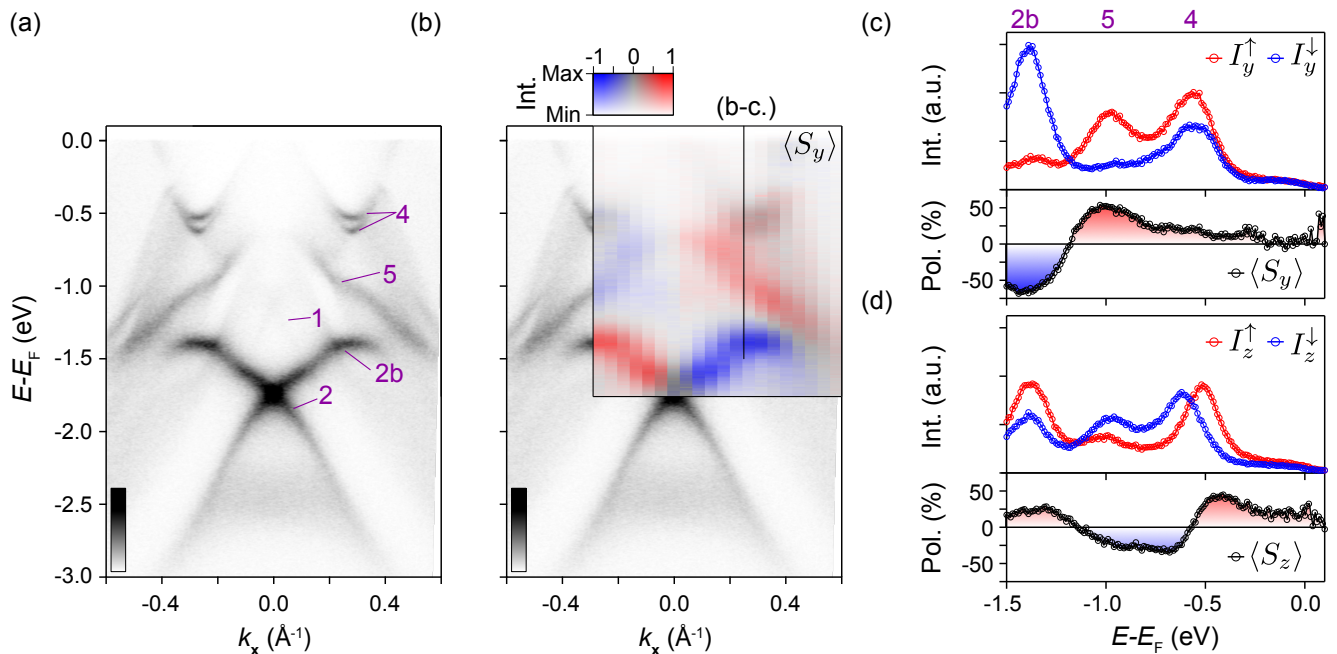 (a)
E-E_F (eV)
0.0
-0.5
-1.0
-1.5
-2.0
-2.5
-3.0
4
5
1
2b
2
-0.4
0.0
0.4
k_x (Å⁻¹)
(b)
-1 0 1
Int.
Max
Min
(b-c.)
⟨S_y⟩
-0.4
0.0
0.4
k_x (Å⁻¹)
(c)
2b 5 4
Int. (a.u.)
I_y^↑ I_y^↓
Pol. (%)
50
0
-50
⟨S_y⟩
(d)
Int. (a.u.)
I_z^↑ I_z^↓
Pol. (%)
50
0
-50
⟨S_z⟩
-1.5
-1.0
-0.5
0.0
E-E_F (eV)